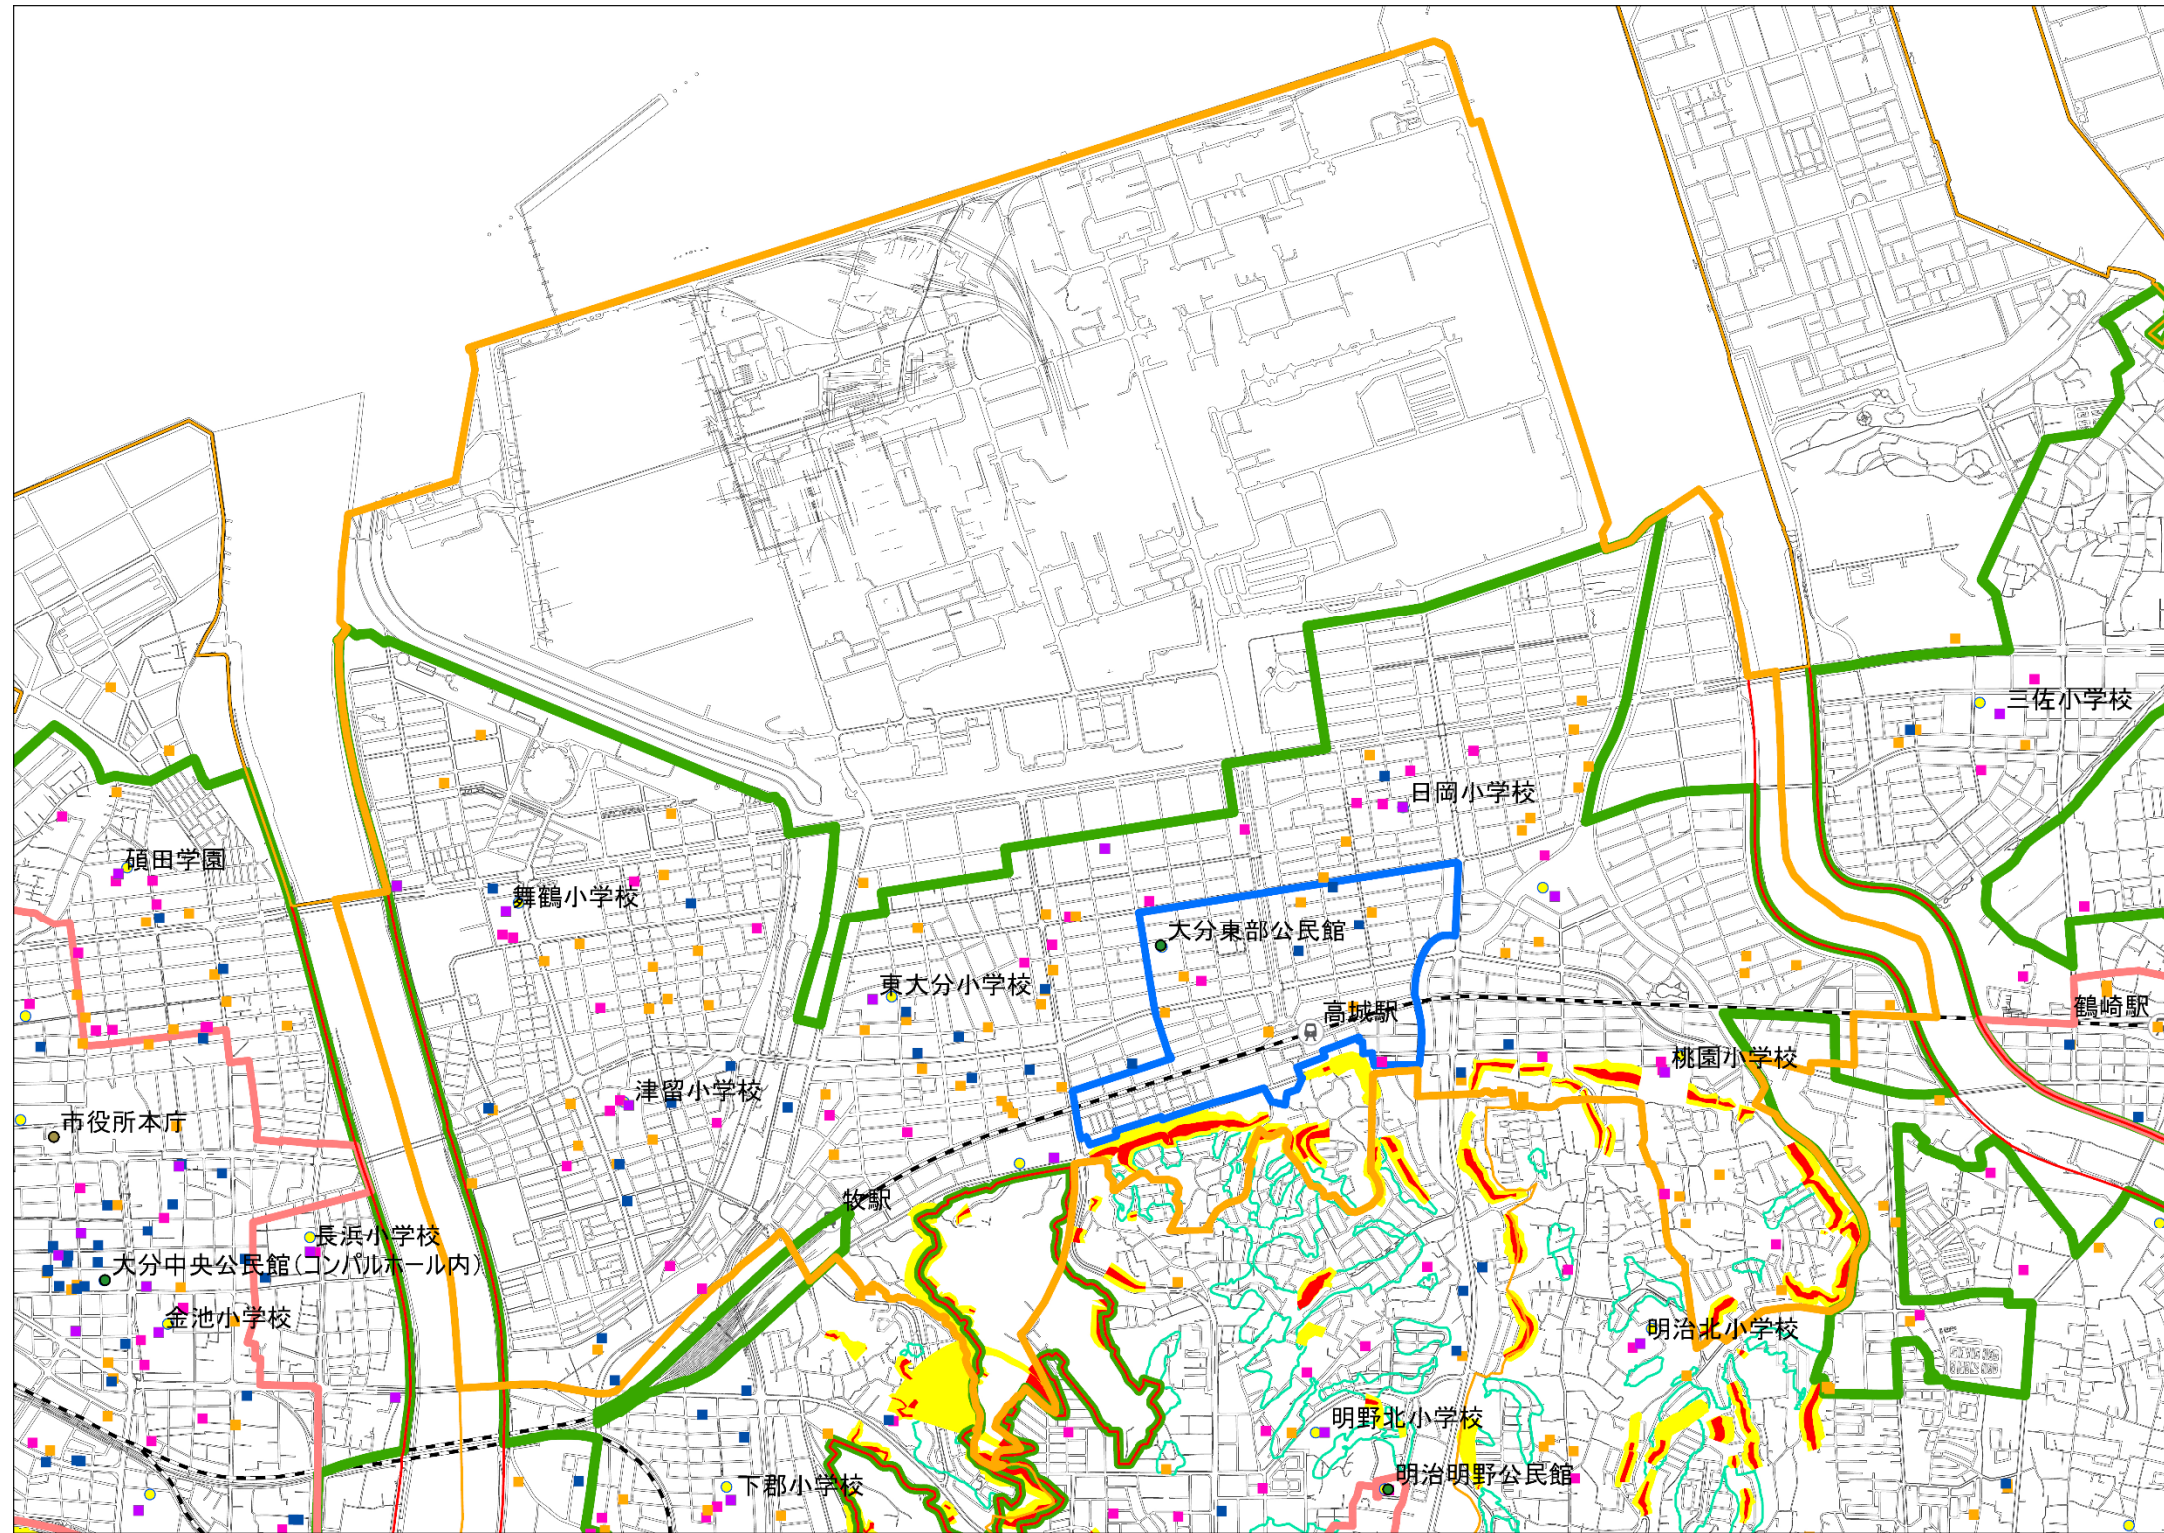 三佐小学校
日岡小学校
碩田学園
舞鶴小学校
大分東部公民館
東大分小学校
高城駅
鶴崎駅
桃園小学校
津留小学校
市役所本庁
牧駅
長浜小学校
大分中央公民館(コンパルホール内)
金池小学校
明治北小学校
明野北小学校
明治明野公民館
下郡小学校